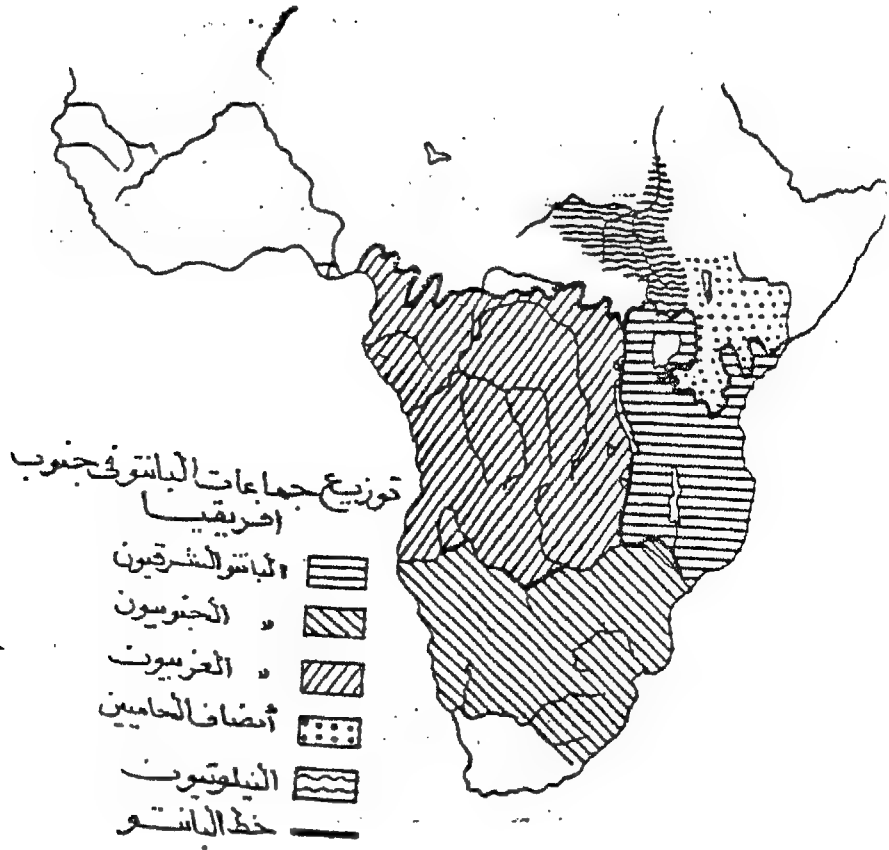 توزيع جماعات البانتو في جنوب
افريقيا
البانتو الشرقيون
" الجنوبيون
" الغربيون
أنصاف الحاميين
النيلوتيون
خط البانتو